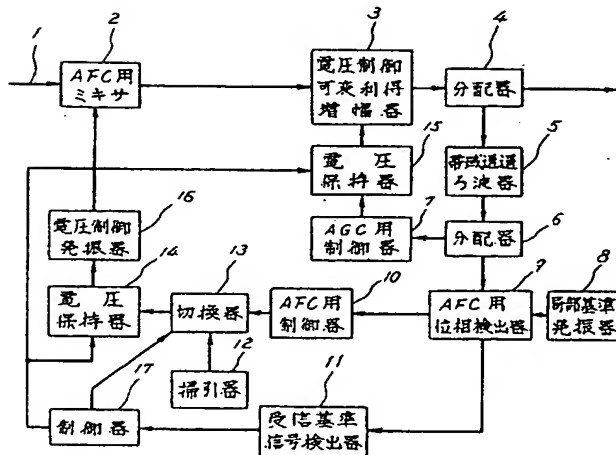 1
2
3
4
AFC用
ミキサ
電圧制御
可変利得
増幅器
分配器
15
5
電圧
保持器
帯域通過
ろ波器
16
7
6
電圧制御
発振器
AGC用
制御器
分配器
8
14
13
10
9
電圧
保持器
切換器
AFC用
制御器
AFC用
位相検出器
局部基準
発振器
12
11
17
掃引器
制御器
受信基準
信号検出器